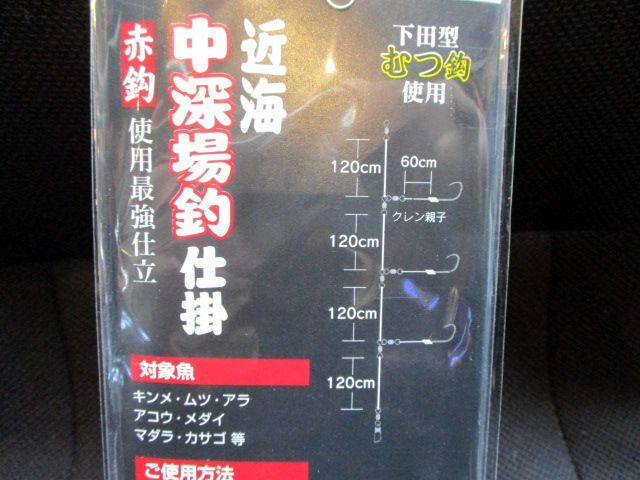 下田型
むつ鈎
使用
近海
中深場釣仕掛
赤鈎使用最強仕立
120cm
60cm
クレン親子
120cm
120cm
120cm
対象魚
キンメ・ムツ・アラ
アコウ・メダイ
マダラ・カサゴ 等
ご使用方法